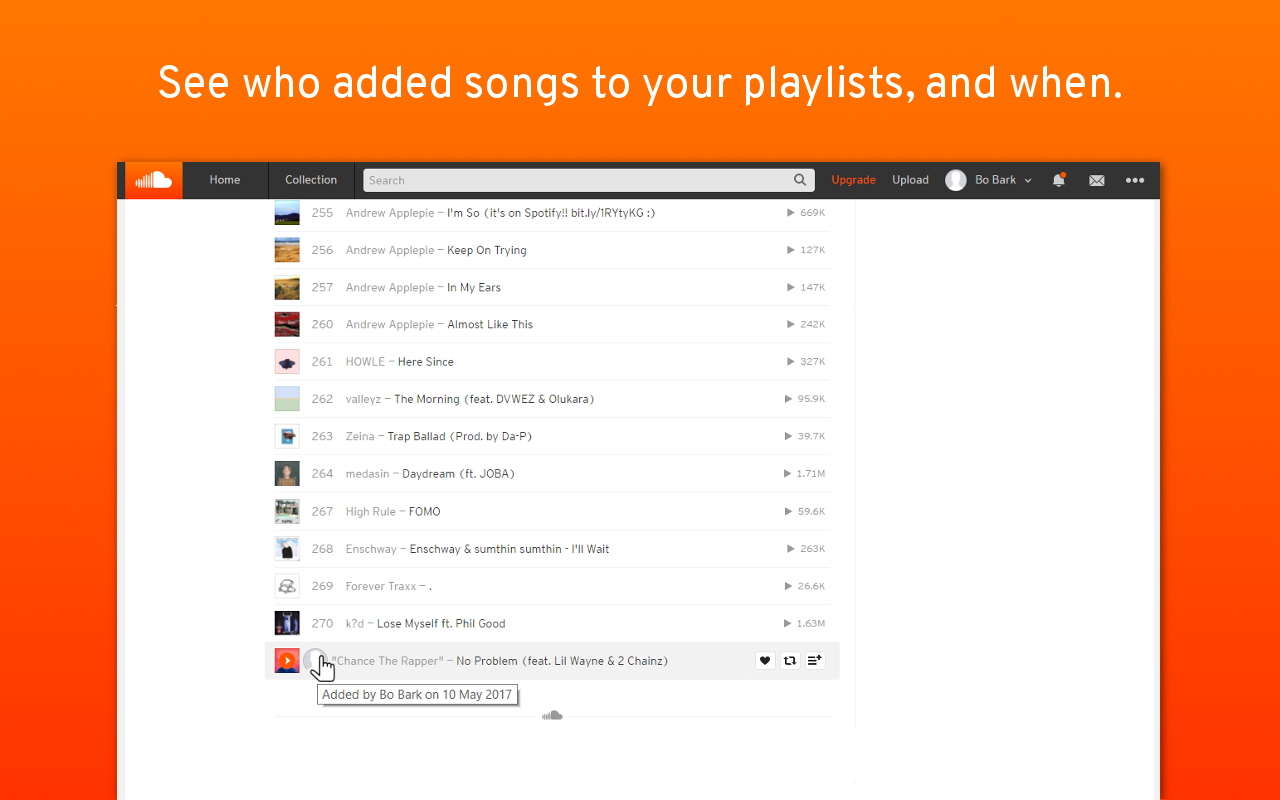 See who added songs to your playlists, and when.
Home Collection Search Upgrade Upload Bo Bark
255 Andrew Applepie – I'm So (it's on Spotify!! bit.ly/1RYtyKG :) 669K
256 Andrew Applepie – Keep On Trying 127K
257 Andrew Applepie – In My Ears 147K
260 Andrew Applepie – Almost Like This 242K
261 HOWLE – Here Since 327K
262 valleyz – The Morning (feat. DVWEZ & Olukara) 95.9K
263 Zeina – Trap Ballad (Prod. by Da-P) 39.7K
264 medasin – Daydream (ft. JOBA) 1.71M
267 High Rule – FOMO 59.6K
268 Enschway – Enschway & sumthin sumthin - I'll Wait 263K
269 Forever Traxx – . 26.6K
270 k?d – Lose Myself ft. Phil Good 1.63M
"Chance The Rapper" – No Problem (feat. Lil Wayne & 2 Chainz)
Added by Bo Bark on 10 May 2017